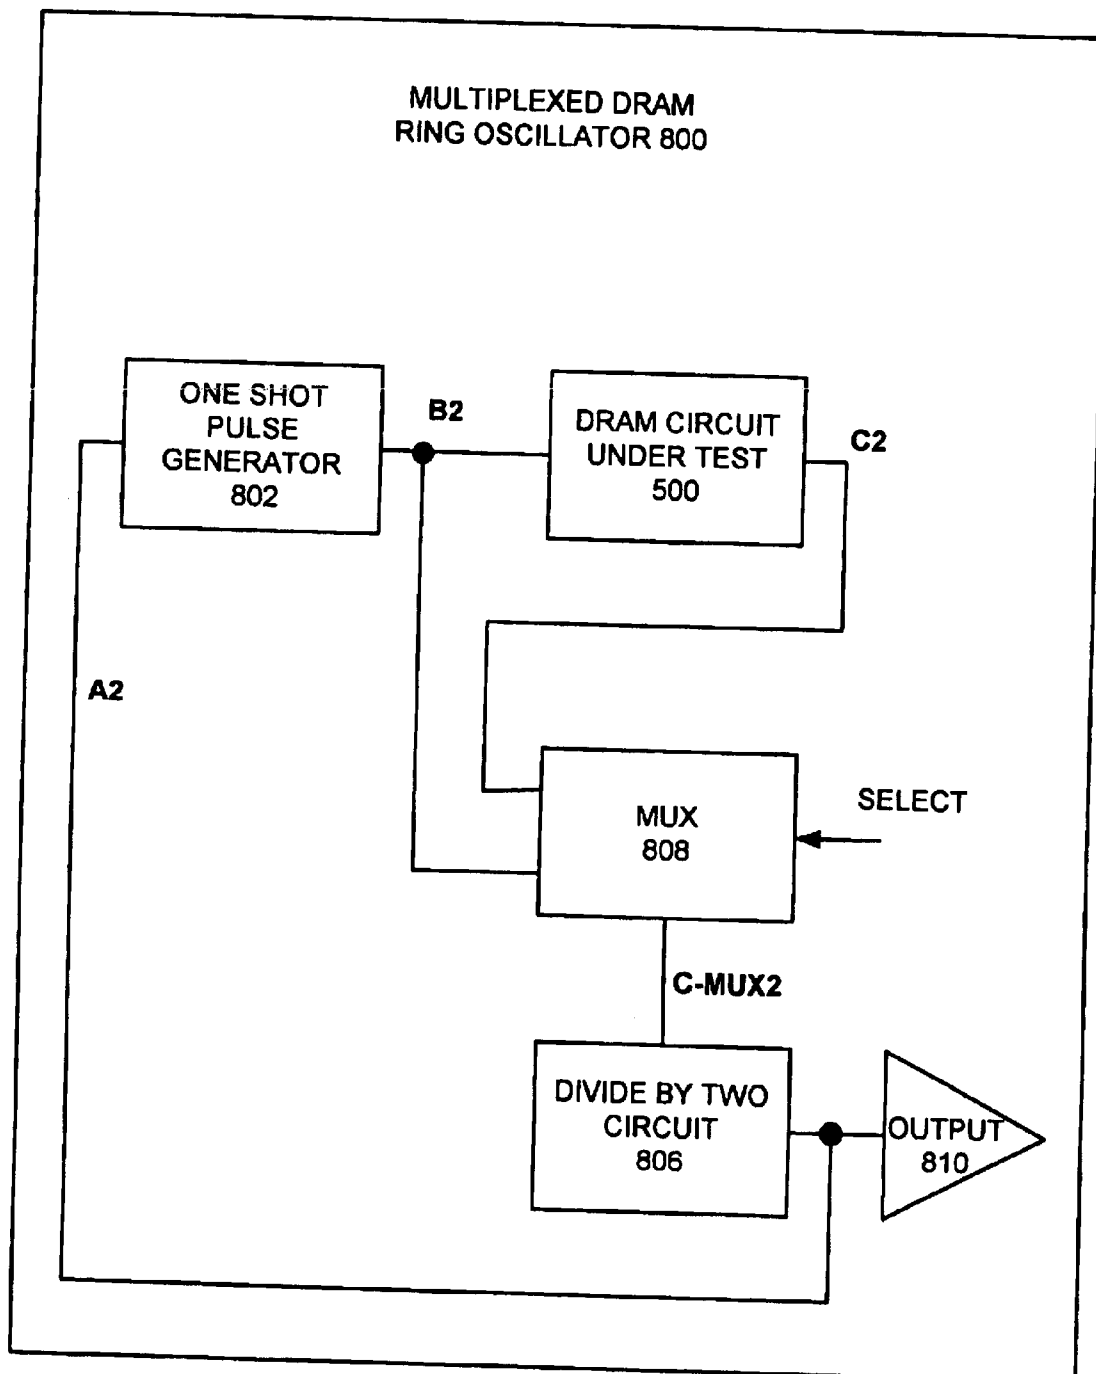 MULTIPLEXED DRAM
RING OSCILLATOR 800
ONE SHOT
PULSE
GENERATOR
802
B2
DRAM CIRCUIT
UNDER TEST
500
C2
A2
MUX
808
SELECT
C-MUX2
DIVIDE BY TWO
CIRCUIT
806
OUTPUT
810